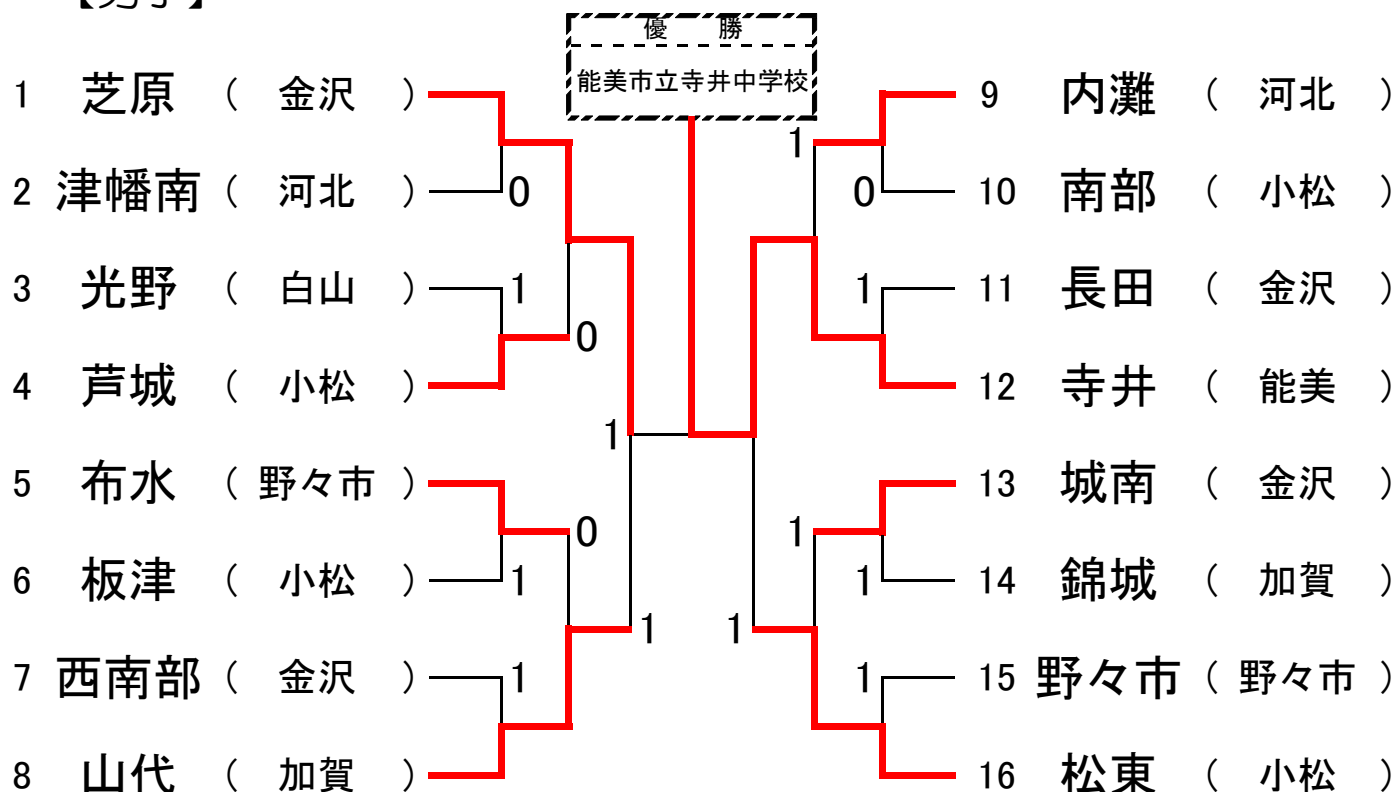 優 勝
能美市立寺井中学校
1 芝原 ( 金沢 )
0
2 津幡南 ( 河北 )
3 光野 ( 白山 )
1
0
4 芦城 ( 小松 )
1
5 布水 ( 野々市 )
0
6 板津 ( 小松 )
1
1
7 西南部 ( 金沢 )
1
8 山代 ( 加賀 )
9 内灘 ( 河北 )
1
0
10 南部 ( 小松 )
1
11 長田 ( 金沢 )
12 寺井 ( 能美 )
13 城南 ( 金沢 )
1
1
14 錦城 ( 加賀 )
1
1
15 野々市 ( 野々市 )
16 松東 ( 小松 )